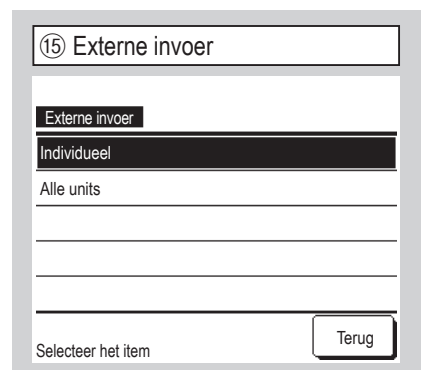 ⑮ Externe invoer
Externe invoer
Individueel
Alle units
Selecteer het item
Terug